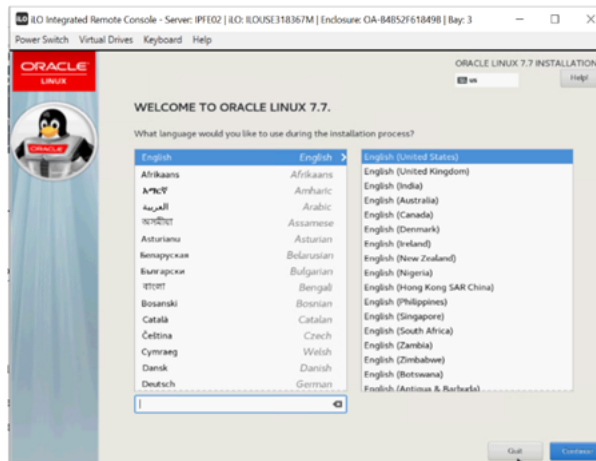 iLO Integrated Remote Console - Server: IPFE02 | iLO: ILOUSE318367M | Enclosure: OA-B4B52F618498 | Bay: 3
Power Switch Virtual Drives Keyboard Help
ORACLE
LINUX
ORACLE LINUX 7.7 INSTALLATION
us
Help!
ORACLE
WELCOME TO ORACLE LINUX 7.7.
What language would you like to use during the installation process?
English English
Afrikaans Afrikaans
አማርኛ Amharic
العربية Arabic
অসমীয়া Assamese
Asturianu Asturian
Беларуская Belarusian
Български Bulgarian
বাংলা Bengali
Bosanski Bosnian
Català Catalan
Čeština Czech
Cymraeg Welsh
Dansk Danish
Deutsch German
English (United States)
English (United Kingdom)
English (India)
English (Australia)
English (Canada)
English (Denmark)
English (Ireland)
English (New Zealand)
English (Nigeria)
English (Hong Kong SAR China)
English (Philippines)
English (Singapore)
English (South Africa)
English (Zambia)
English (Zimbabwe)
English (Botswana)
English (Antigua & Barbuda)
Quit
Continue